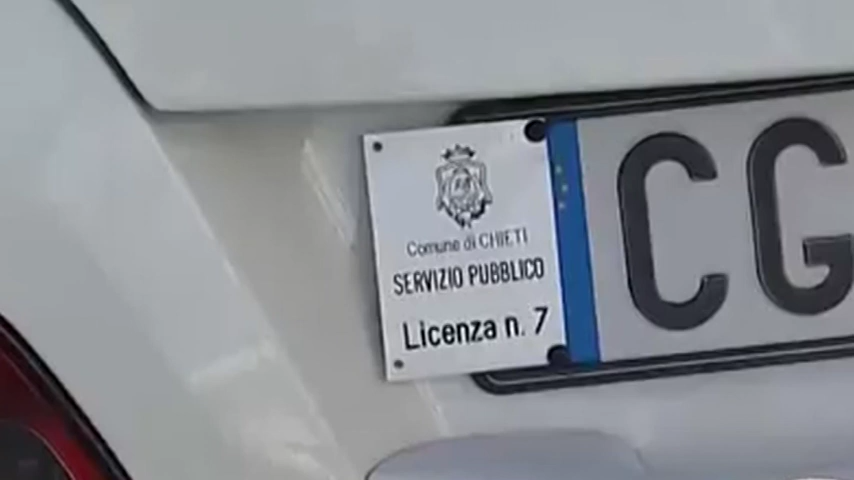 Comune di CHIETI
SERVIZIO PUBBLICO
Licenza n. 7
CG